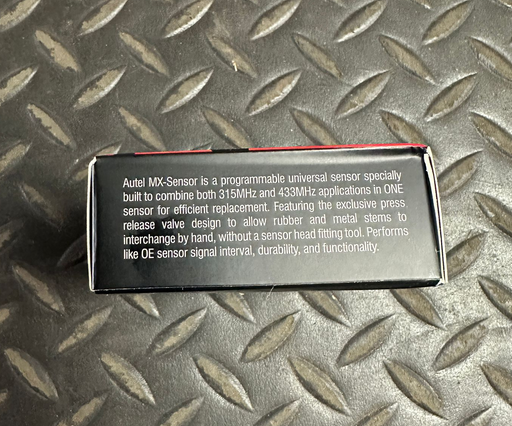 Autel MX-Sensor is a programmable universal sensor specially
built to combine both 315MHz and 433MHz applications in ONE
sensor for efficient replacement. Featuring the exclusive press
release valve design to allow rubber and metal stems to
interchange by hand, without a sensor head fitting tool. Performs
like OE sensor signal interval, durability, and functionality.